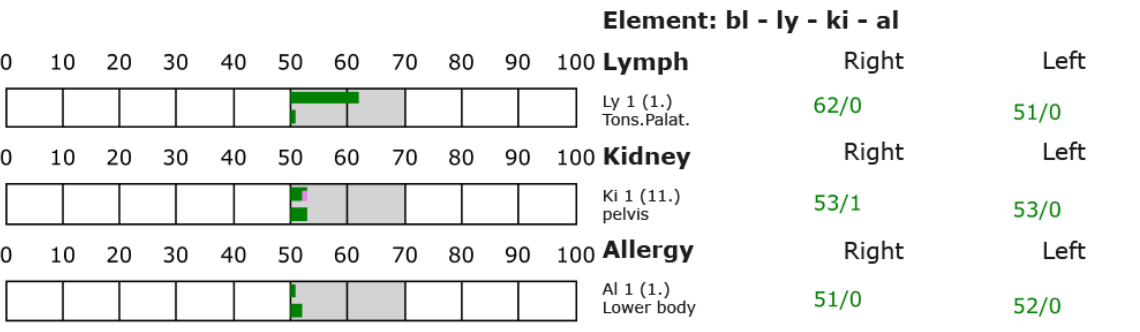 Element: bl - ly - ki - al
0 10 20 30 40 50 60 70 80 90 100 Lymph Right Left
Ly 1 (1.)
Tons.Palat.
62/0 51/0
0 10 20 30 40 50 60 70 80 90 100 Kidney Right Left
Ki 1 (11.)
pelvis
53/1 53/0
0 10 20 30 40 50 60 70 80 90 100 Allergy Right Left
Al 1 (1.)
Lower body
51/0 52/0